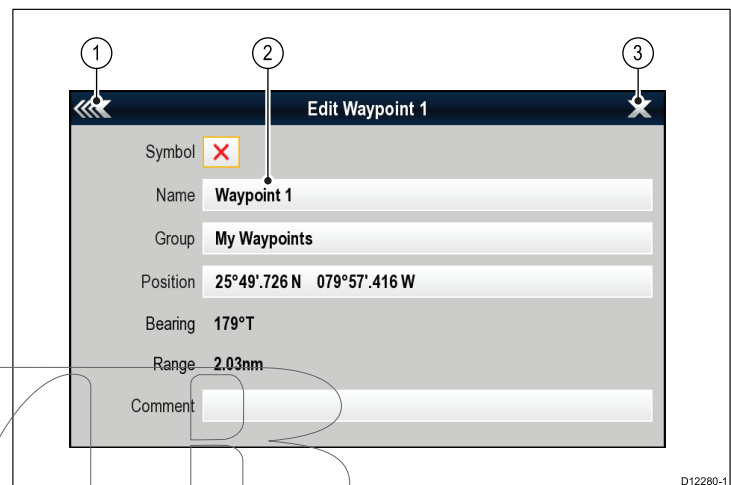 1 2 3
Edit Waypoint 1
Symbol
Name Waypoint 1
Group My Waypoints
Position 25°49'.726 N 079°57'.416 W
Bearing 179°T
Range 2.03nm
Comment
D12280-1